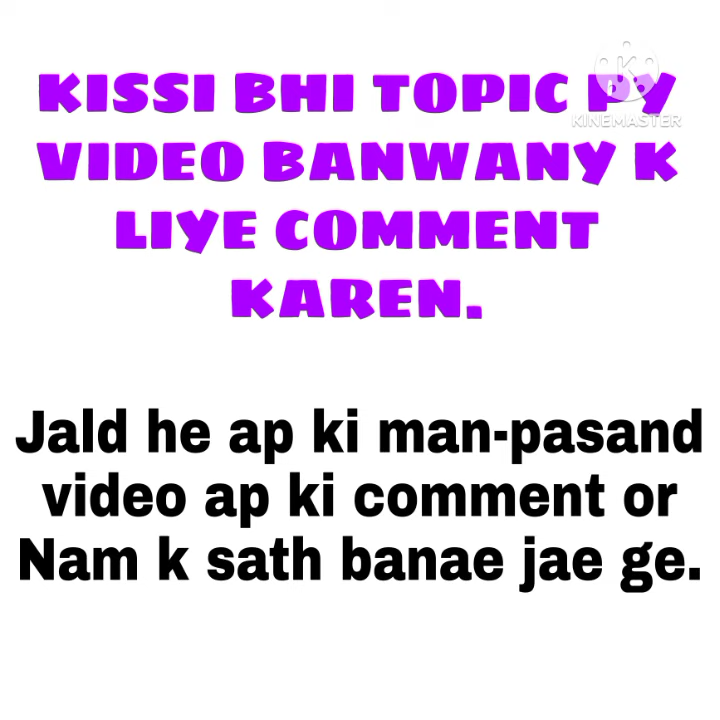 KISSI BHI TOPIC PY
KINEMASTER
VIDEO BANWANY K
LIYE COMMENT
KAREN.
Jald he ap ki man-pasand
video ap ki comment or
Nam k sath banae jae ge.